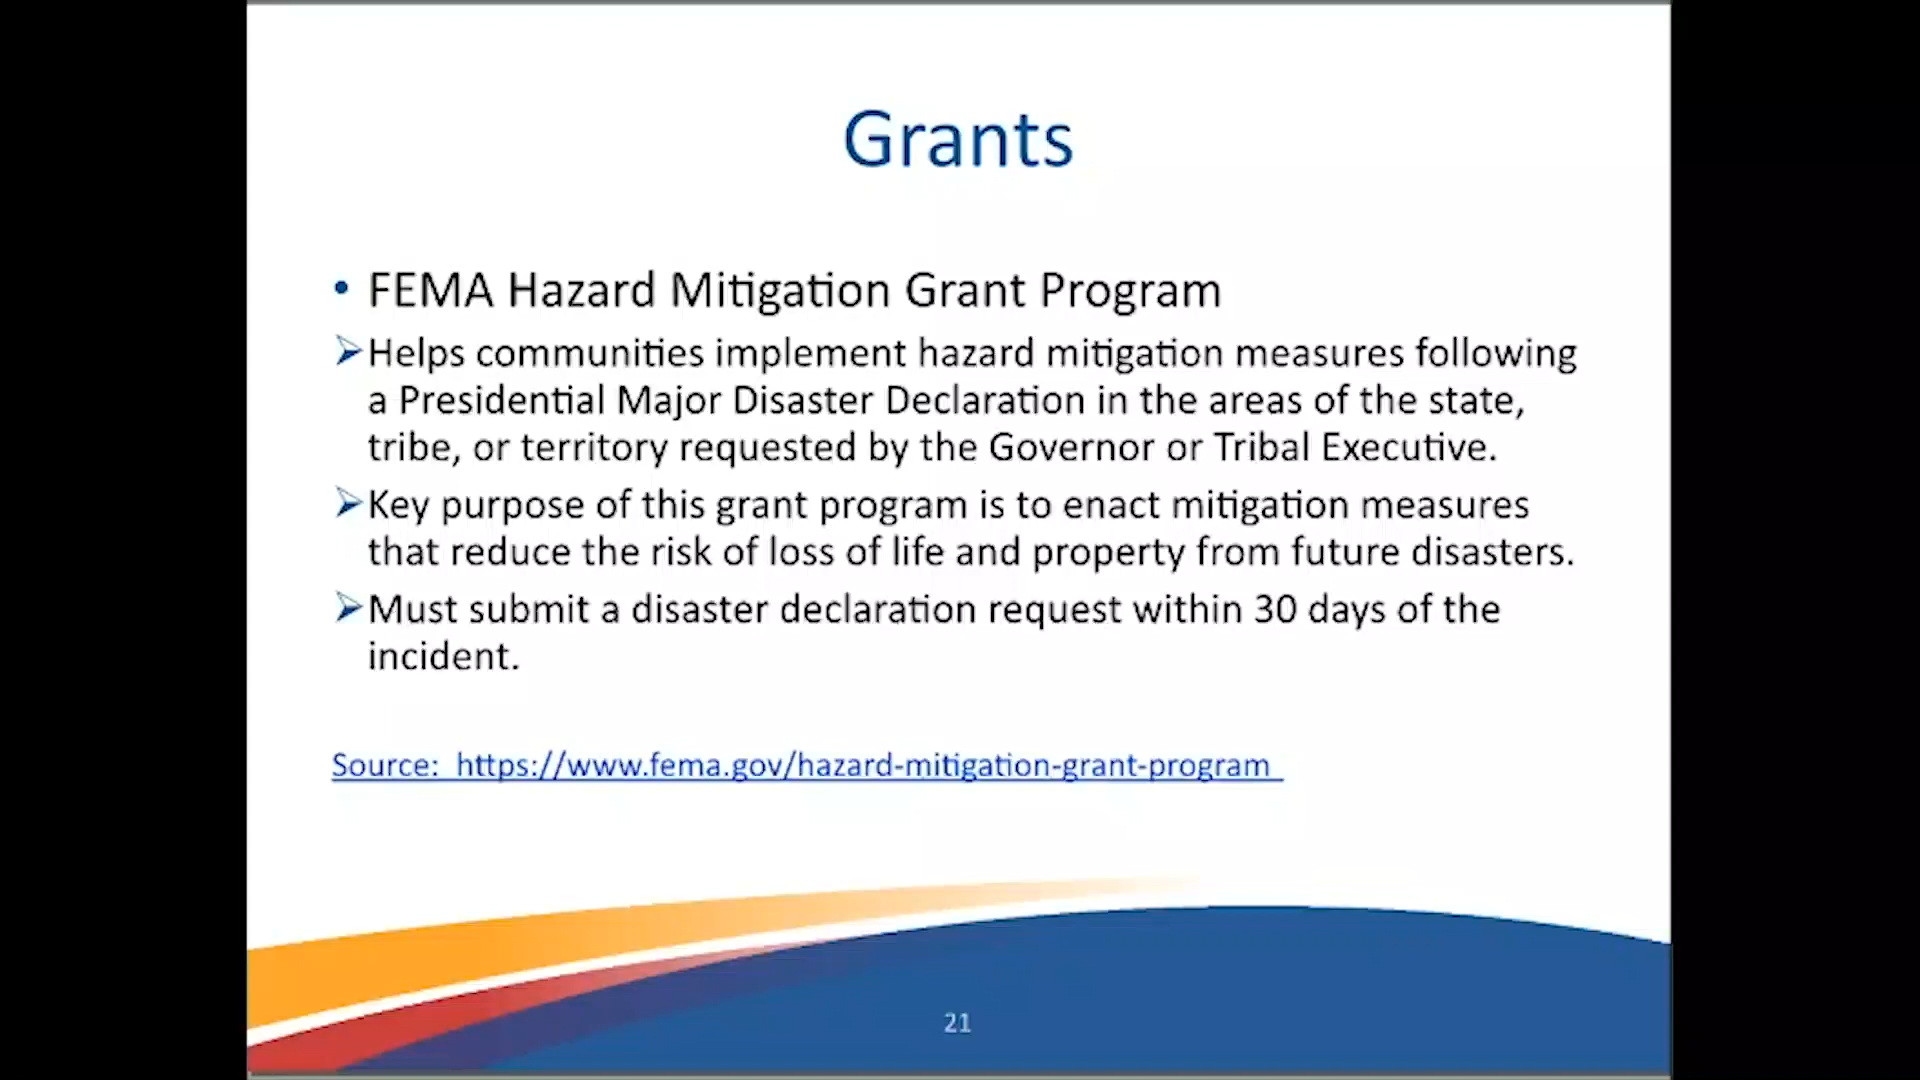 Grants
• FEMA Hazard Mitigation Grant Program
➢Helps communities implement hazard mitigation measures following
a Presidential Major Disaster Declaration in the areas of the state,
tribe, or territory requested by the Governor or Tribal Executive.
➢Key purpose of this grant program is to enact mitigation measures
that reduce the risk of loss of life and property from future disasters.
➢Must submit a disaster declaration request within 30 days of the
incident.
Source:  https://www.fema.gov/hazard-mitigation-grant-program
21